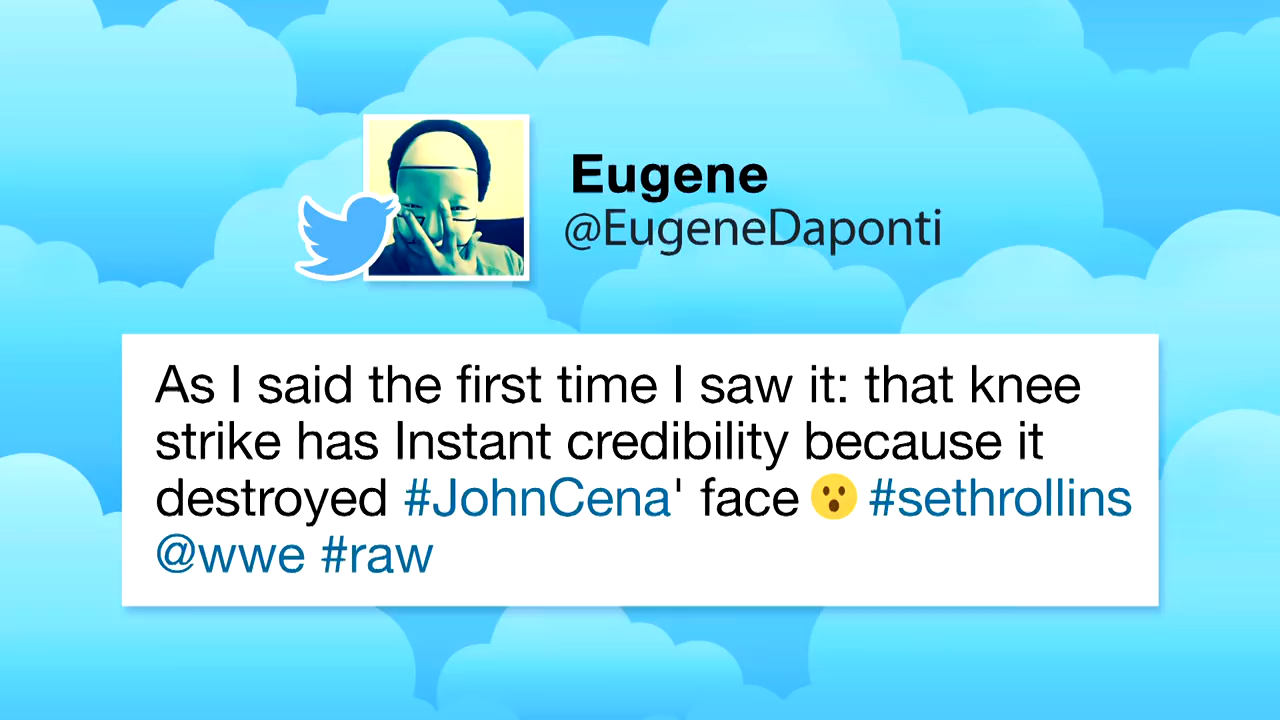 Eugene
@EugeneDaponti
As I said the first time I saw it: that knee
strike has Instant credibility because it
destroyed #JohnCena' face 😮 #sethrollins
@wwe #raw